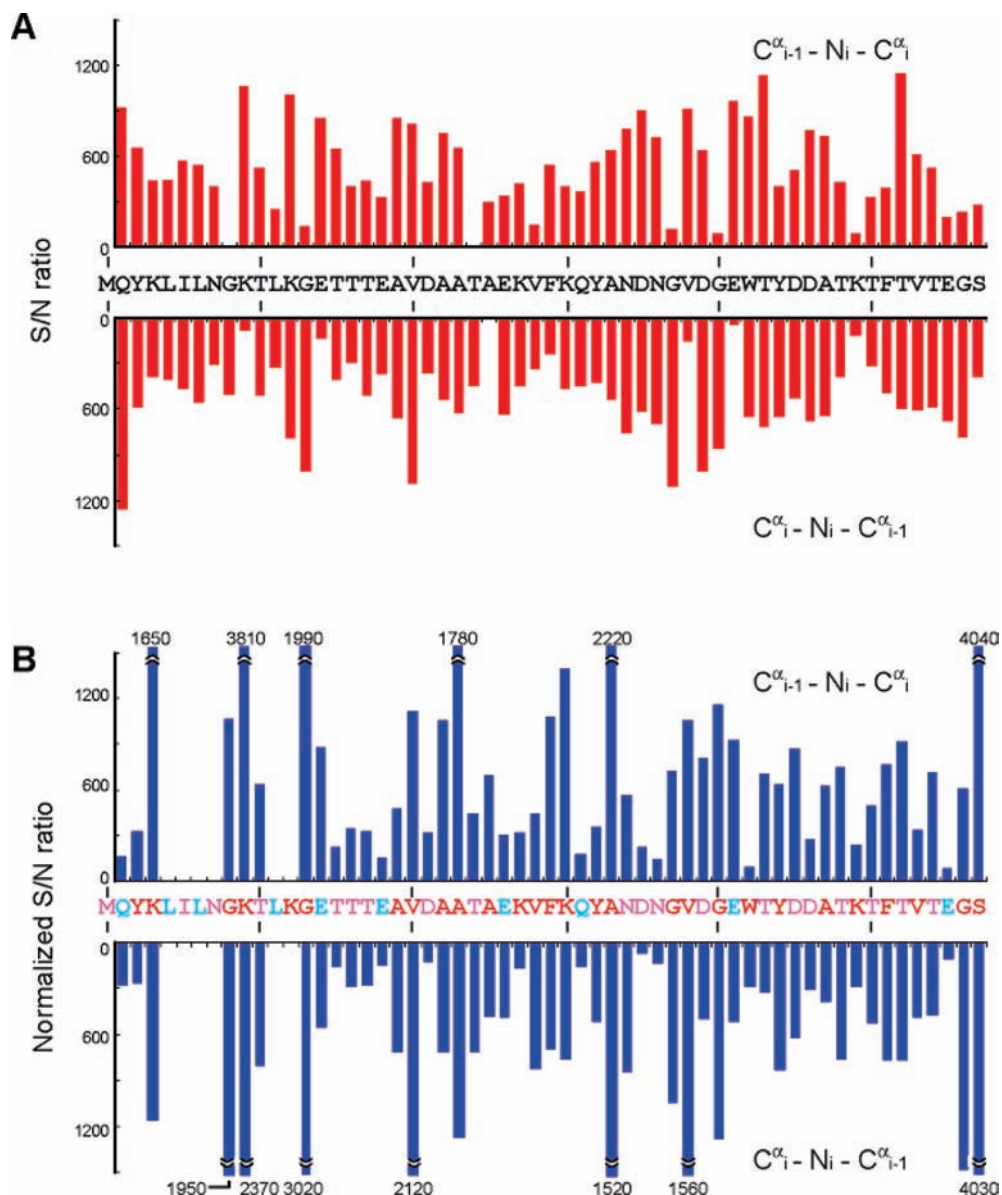 A
Cαi-1 - Ni - Cαi
1200
600
0
S/N ratio
MQYKLILNGKTLKGETTTEAVDAATAEKVFKQYANDNGVDGEWTYDDATKTFTVTEGS
0
600
1200
Cαi - Ni - Cαi-1
B
1650 3810 1990 1780 2220 4040
Cαi-1 - Ni - Cαi
1200
600
0
Normalized S/N ratio
MQYKLILNGKTLKGETTTEAVDAATAEKVFKQYANDNGVDGEWTYDDATKTFTVTEGS
0
600
1200
Cαi - Ni - Cαi-1
1950 2370 3020 2120 1520 1560 4030